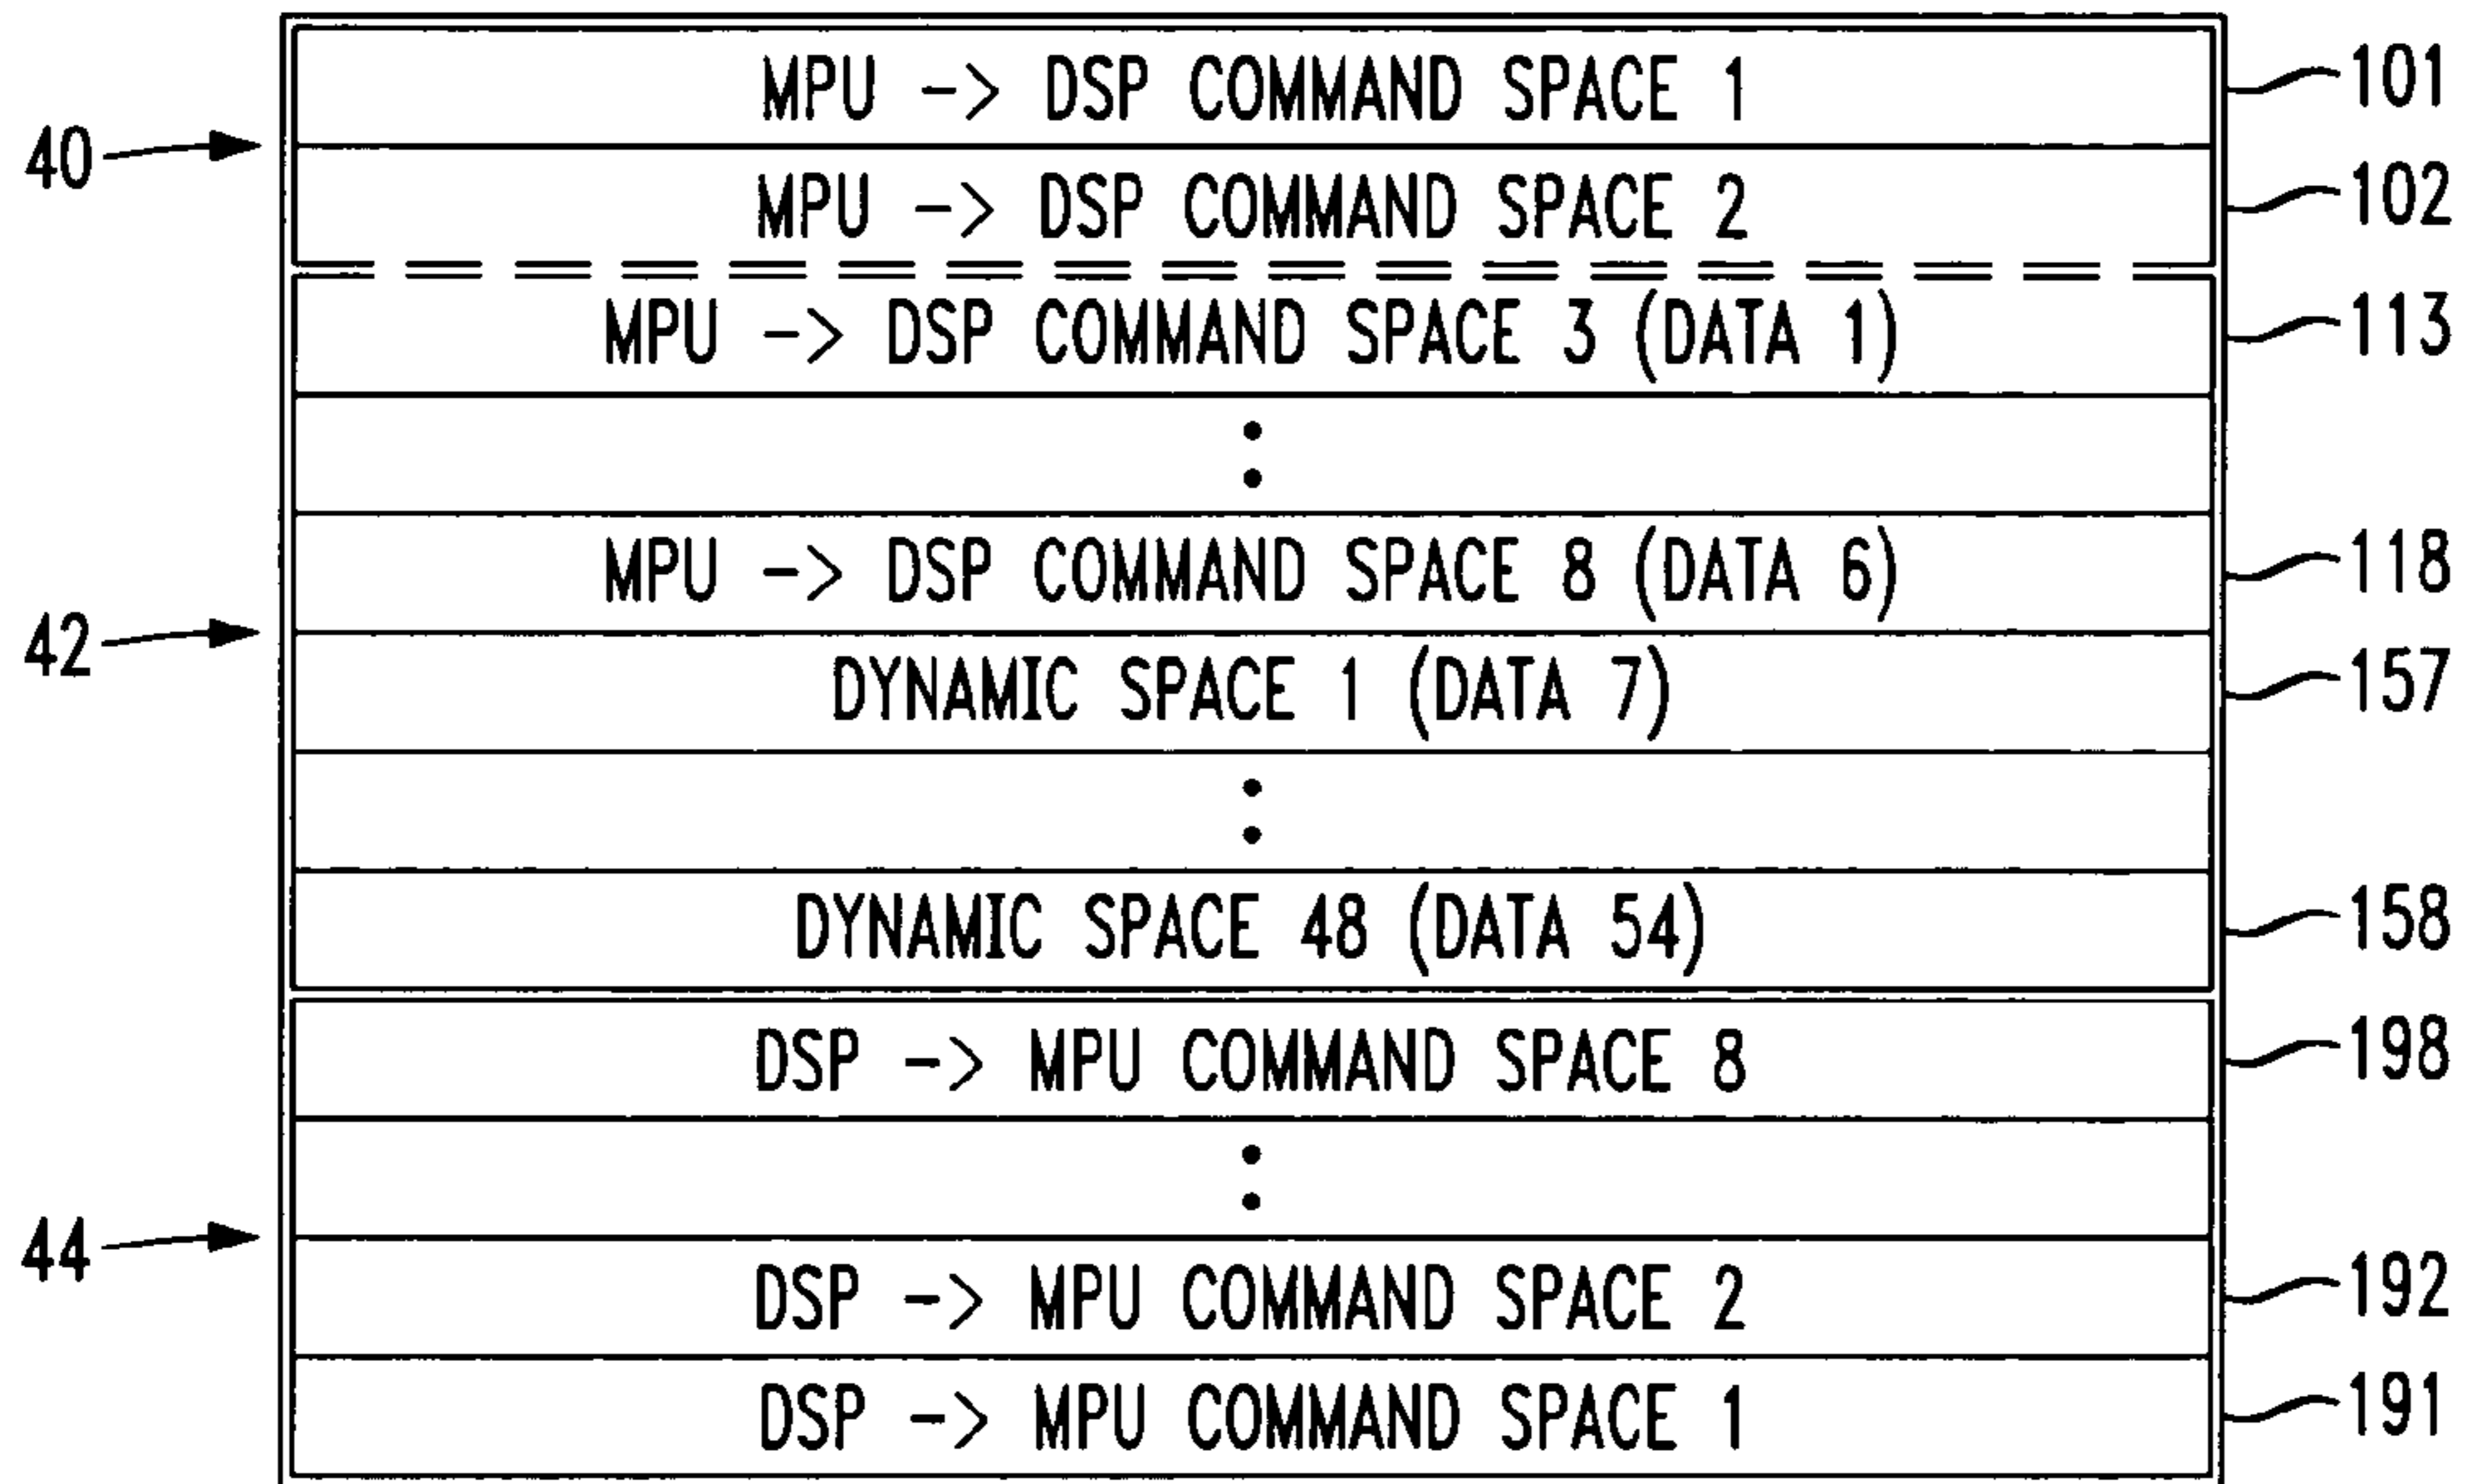 MPU -> DSP COMMAND SPACE 1 101
40
MPU -> DSP COMMAND SPACE 2 102
MPU -> DSP COMMAND SPACE 3 (DATA 1) 113
MPU -> DSP COMMAND SPACE 8 (DATA 6) 118
42
DYNAMIC SPACE 1 (DATA 7) 157
DYNAMIC SPACE 48 (DATA 54) 158
DSP -> MPU COMMAND SPACE 8 198
44
DSP -> MPU COMMAND SPACE 2 192
DSP -> MPU COMMAND SPACE 1 191